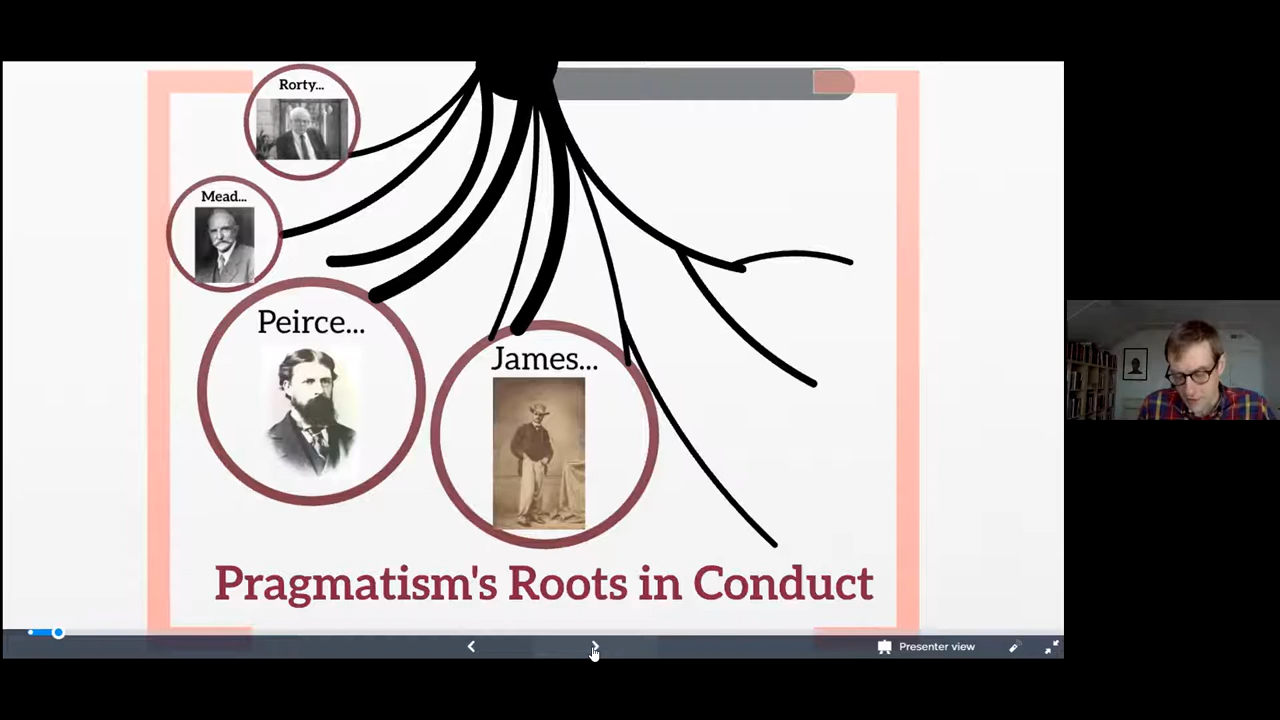 Rorty...
Mead...
Peirce...
James...
Pragmatism's Roots in Conduct
Presenter view